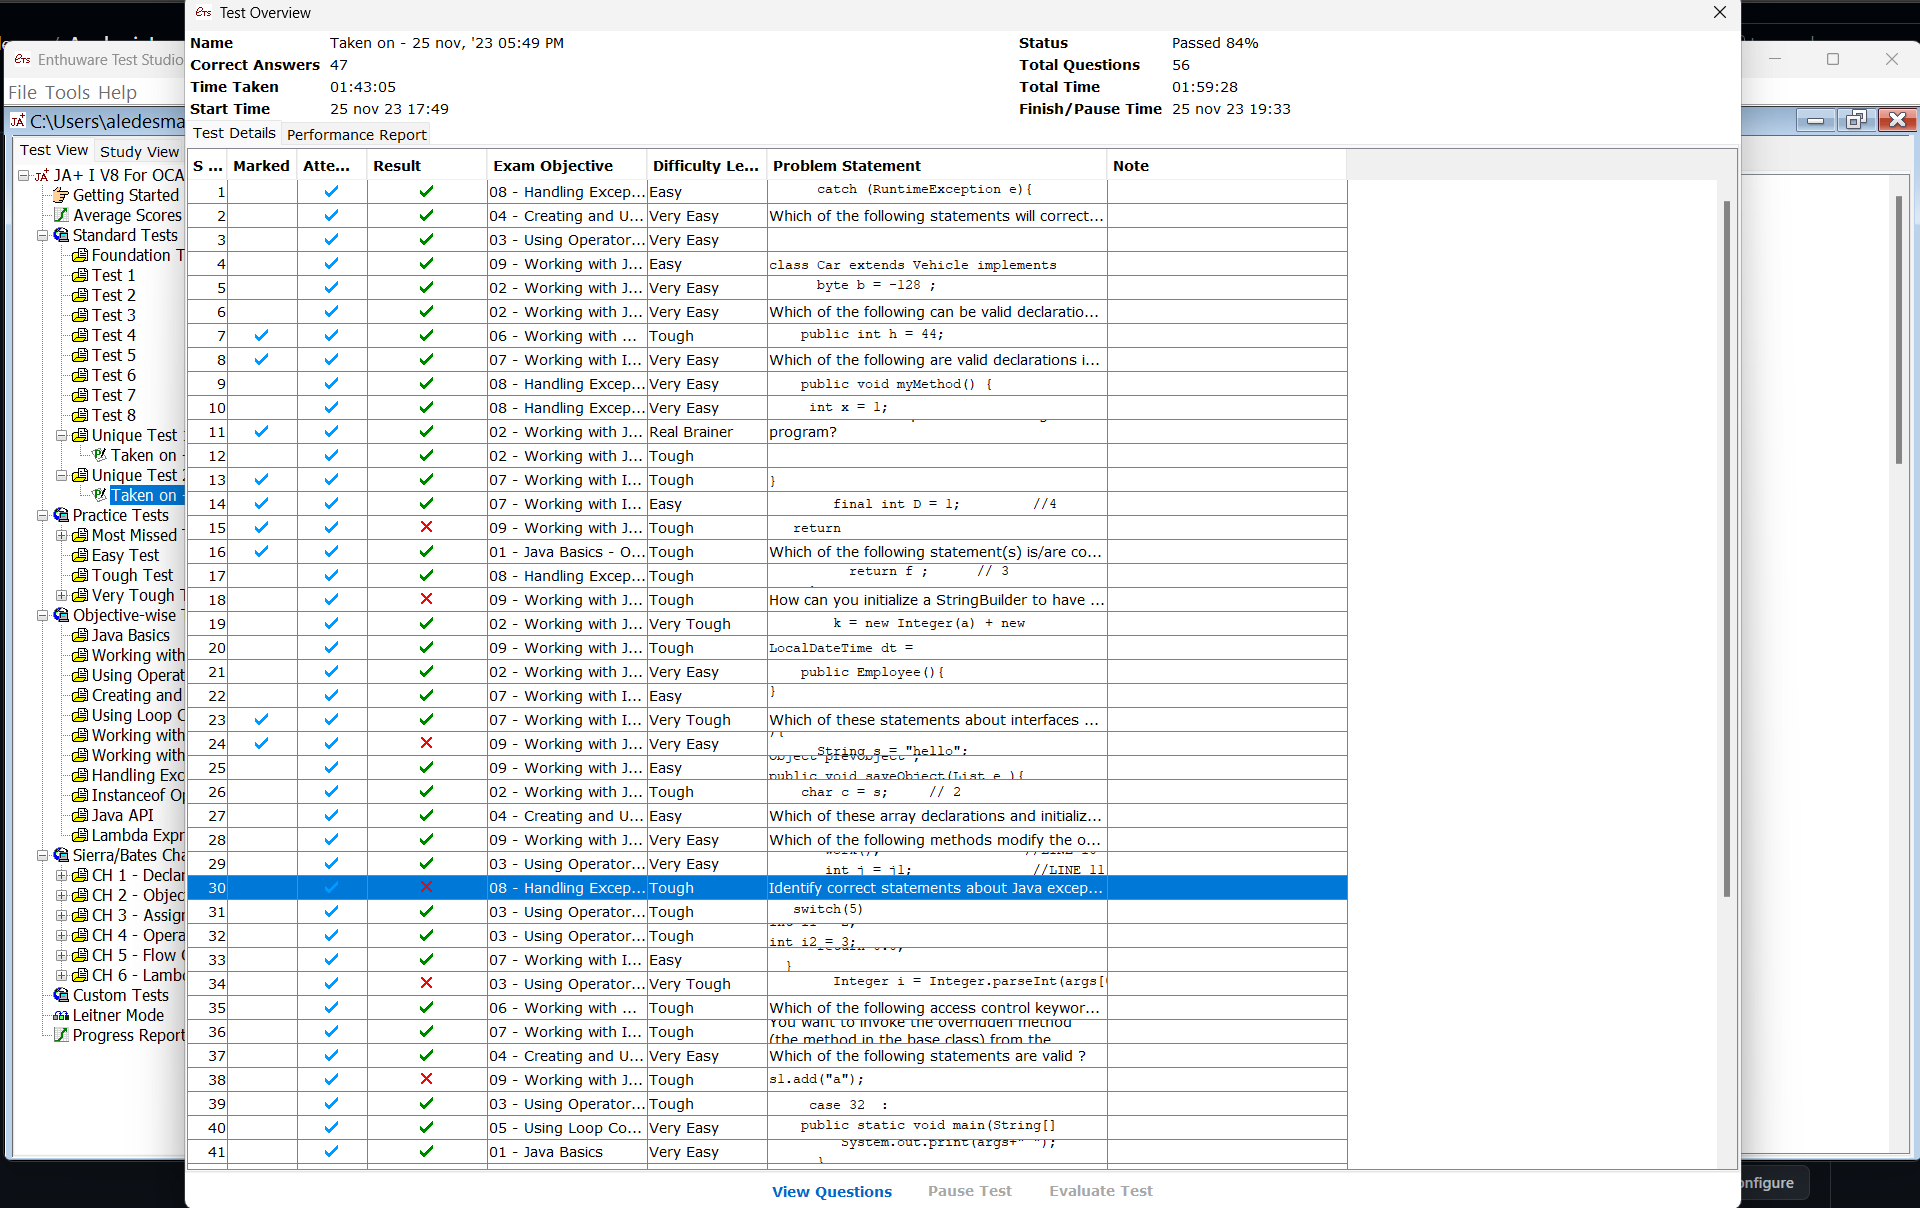 Test Overview
Name Taken on - 25 nov, '23 05:49 PM Status Passed 84%
Correct Answers 47 Total Questions 56
Time Taken 01:43:05 Total Time 01:59:28
Start Time 25 nov 23 17:49 Finish/Pause Time 25 nov 23 19:33
Test Details Performance Report
S ... Marked Atte... Result Exam Objective Difficulty Le... Problem Statement Note
1 08 - Handling Excep... Easy catch (RuntimeException e){
2 04 - Creating and U... Very Easy Which of the following statements will correct...
3 03 - Using Operator... Very Easy
4 09 - Working with J... Easy class Car extends Vehicle implements
5 02 - Working with J... Very Easy byte b = -128 ;
6 02 - Working with J... Very Easy Which of the following can be valid declaratio...
7 06 - Working with ... Tough public int h = 44;
8 07 - Working with I... Very Easy Which of the following are valid declarations i...
9 08 - Handling Excep... Very Easy public void myMethod() {
10 08 - Handling Excep... Very Easy int x = 1;
11 02 - Working with J... Real Brainer program?
12 02 - Working with J... Tough
13 07 - Working with I... Tough }
14 07 - Working with I... Easy final int D = 1; //4
15 09 - Working with J... Tough return
16 01 - Java Basics - O... Tough Which of the following statement(s) is/are co...
17 08 - Handling Excep... Tough return f ; // 3
18 09 - Working with J... Tough How can you initialize a StringBuilder to have ...
19 02 - Working with J... Very Tough k = new Integer(a) + new
20 09 - Working with J... Tough LocalDateTime dt =
21 02 - Working with J... Very Easy public Employee(){
22 07 - Working with I... Easy }
23 07 - Working with I... Very Tough Which of these statements about interfaces ...
24 09 - Working with J... Very Easy ){
String s = "hello";
25 09 - Working with J... Easy Object prevObject ;
public void saveObject(List e ){
26 02 - Working with J... Tough char c = s; // 2
27 04 - Creating and U... Easy Which of these array declarations and initializ...
28 09 - Working with J... Very Easy Which of the following methods modify the o...
29 03 - Using Operator... Very Easy
int j = j1; //LINE 11
30 08 - Handling Excep... Tough Identify correct statements about Java excep...
31 03 - Using Operator... Tough switch(5)
32 03 - Using Operator... Tough
int i2 = 3;
33 07 - Working with I... Easy
}
34 03 - Using Operator... Very Tough Integer i = Integer.parseInt(args[
35 06 - Working with ... Tough Which of the following access control keywor...
36 07 - Working with I... Tough You want to invoke the overridden method
(the method in the base class) from the
37 04 - Creating and U... Very Easy Which of the following statements are valid ?
38 09 - Working with J... Tough sl.add("a");
39 03 - Using Operator... Tough case 32 :
40 05 - Using Loop Co... Very Easy public static void main(String[]
41 01 - Java Basics Very Easy System.out.print(args+" ");
}
View Questions Pause Test Evaluate Test
Enthuware Test Studio
File Tools Help
C:\Users\aledesma
Test View Study View
JA+ I V8 For OCA
Getting Started
Average Scores
Standard Tests
Foundation T
Test 1
Test 2
Test 3
Test 4
Test 5
Test 6
Test 7
Test 8
Unique Test
Taken on -
Unique Test 2
Taken on -
Practice Tests
Most Missed
Easy Test
Tough Test
Very Tough T
Objective-wise
Java Basics
Working with
Using Operat
Creating and
Using Loop C
Working with
Working with
Handling Exc
Instanceof Op
Java API
Lambda Expr
Sierra/Bates Cha
CH 1 - Declar
CH 2 - Objec
CH 3 - Assign
CH 4 - Opera
CH 5 - Flow C
CH 6 - Lamb
Custom Tests
Leitner Mode
Progress Report
onfigure